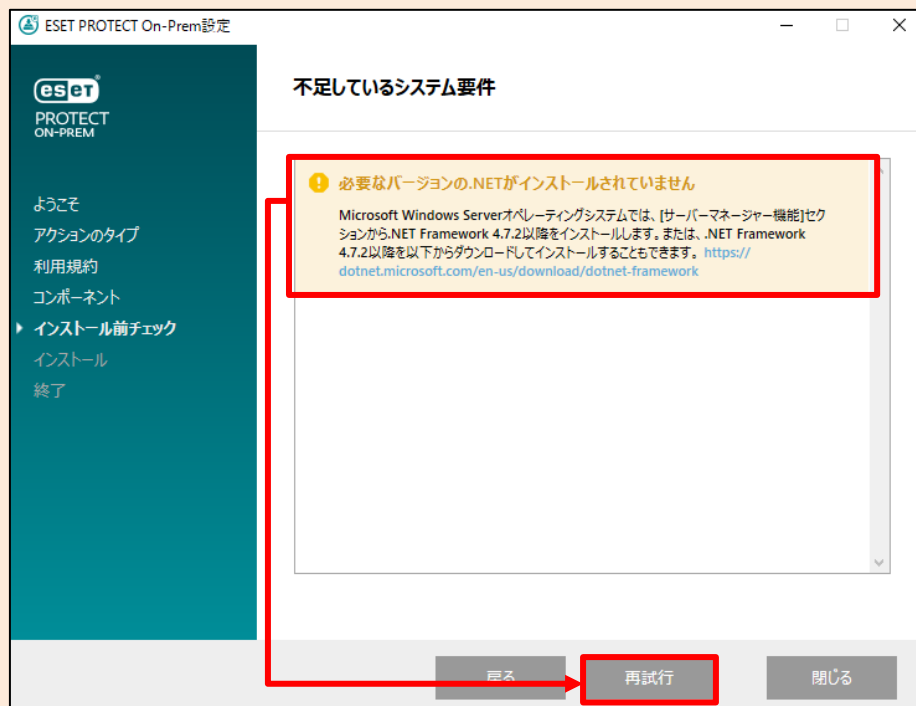 ESET PROTECT On-Prem設定
eset
PROTECT
ON-PREM
ようこそ
アクションのタイプ
利用規約
コンポーネント
インストール前チェック
インストール
終了
不足しているシステム要件
必要なバージョンの.NETがインストールされていません
Microsoft Windows Serverオペレーティングシステムでは、[サーバーマネージャー機能]セク
ションから.NET Framework 4.7.2以降をインストールします。または、.NET Framework
4.7.2以降を以下からダウンロードしてインストールすることもできます。 https://
dotnet.microsoft.com/en-us/download/dotnet-framework
戻る
再試行
閉じる